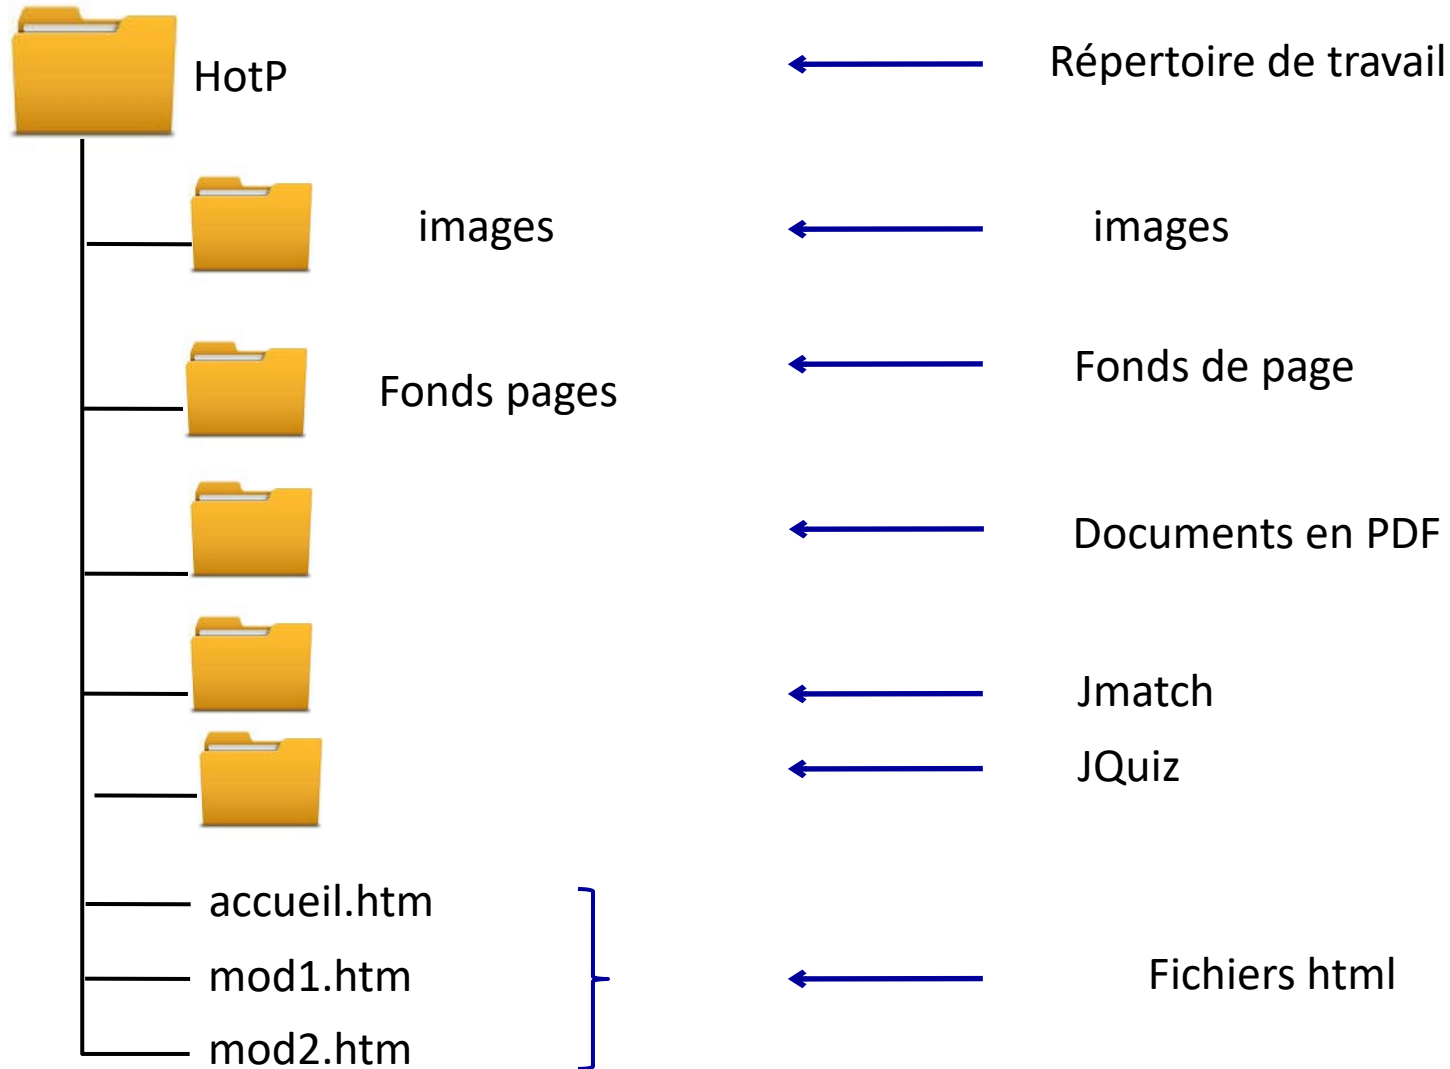 HotP
Répertoire de travail
images
images
Fonds pages
Fonds de page
Documents en PDF
Jmatch
JQuiz
accueil.htm
mod1.htm
Fichiers html
mod2.htm